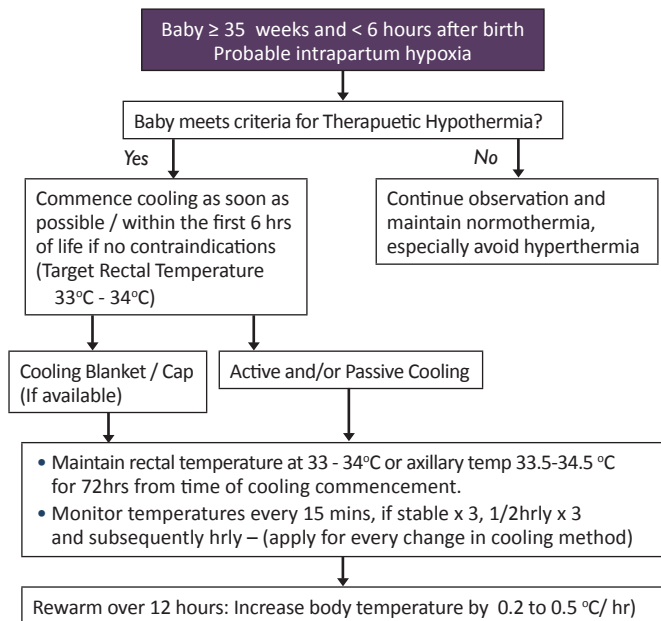 Baby ≥ 35 weeks and < 6 hours after birth
Probable intrapartum hypoxia
Baby meets criteria for Therapuetic Hypothermia?
Yes
No
Commence cooling as soon as
possible / within the first 6 hrs
of life if no contraindications
(Target Rectal Temperature
33°C - 34°C)
Continue observation and
maintain normothermia,
especially avoid hyperthermia
Cooling Blanket / Cap
(If available)
Active and/or Passive Cooling
• Maintain rectal temperature at 33 - 34°C or axillary temp 33.5-34.5 °C
for 72hrs from time of cooling commencement.
• Monitor temperatures every 15 mins, if stable x 3, 1/2hrly x 3
and subsequently hrly – (apply for every change in cooling method)
Rewarm over 12 hours: Increase body temperature by 0.2 to 0.5 °C/ hr)